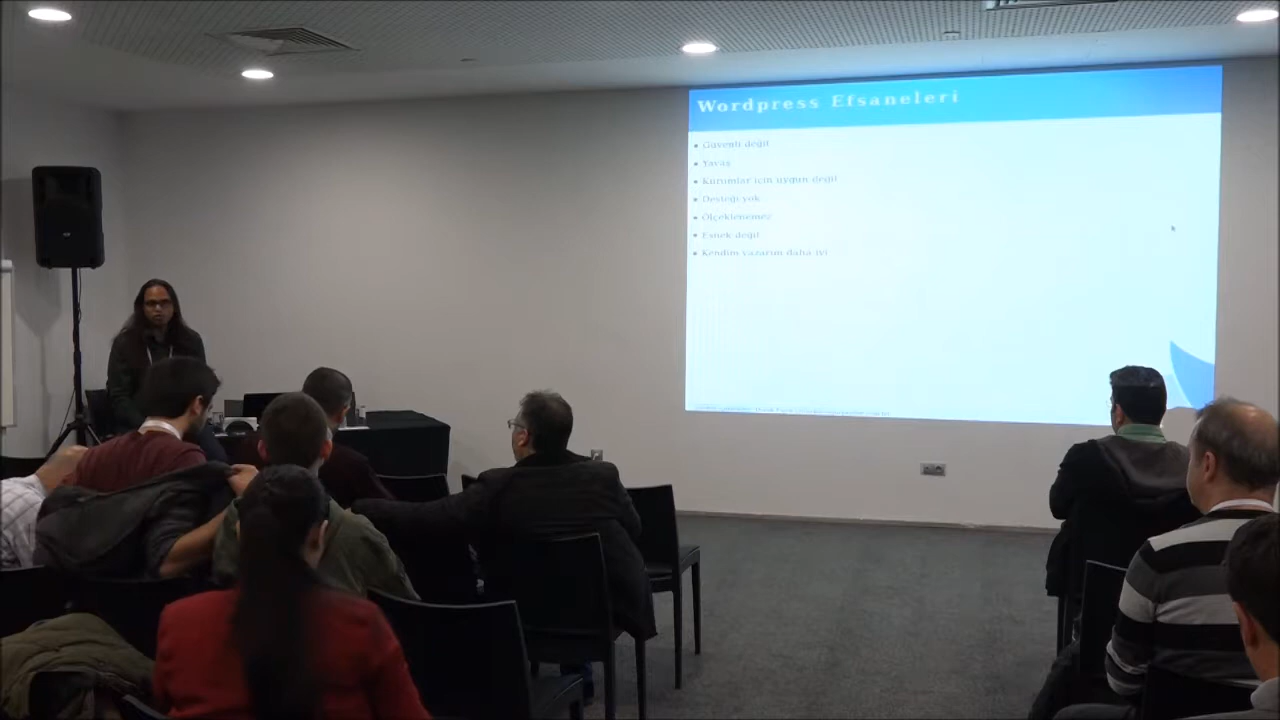 Wordpress Efsaneleri
Güvenli değil
Yavaş
Kurumlar için uygun değil
Desteği yok
Ölçeklenemez
Esnek değil
Kendim yazarım daha iyi